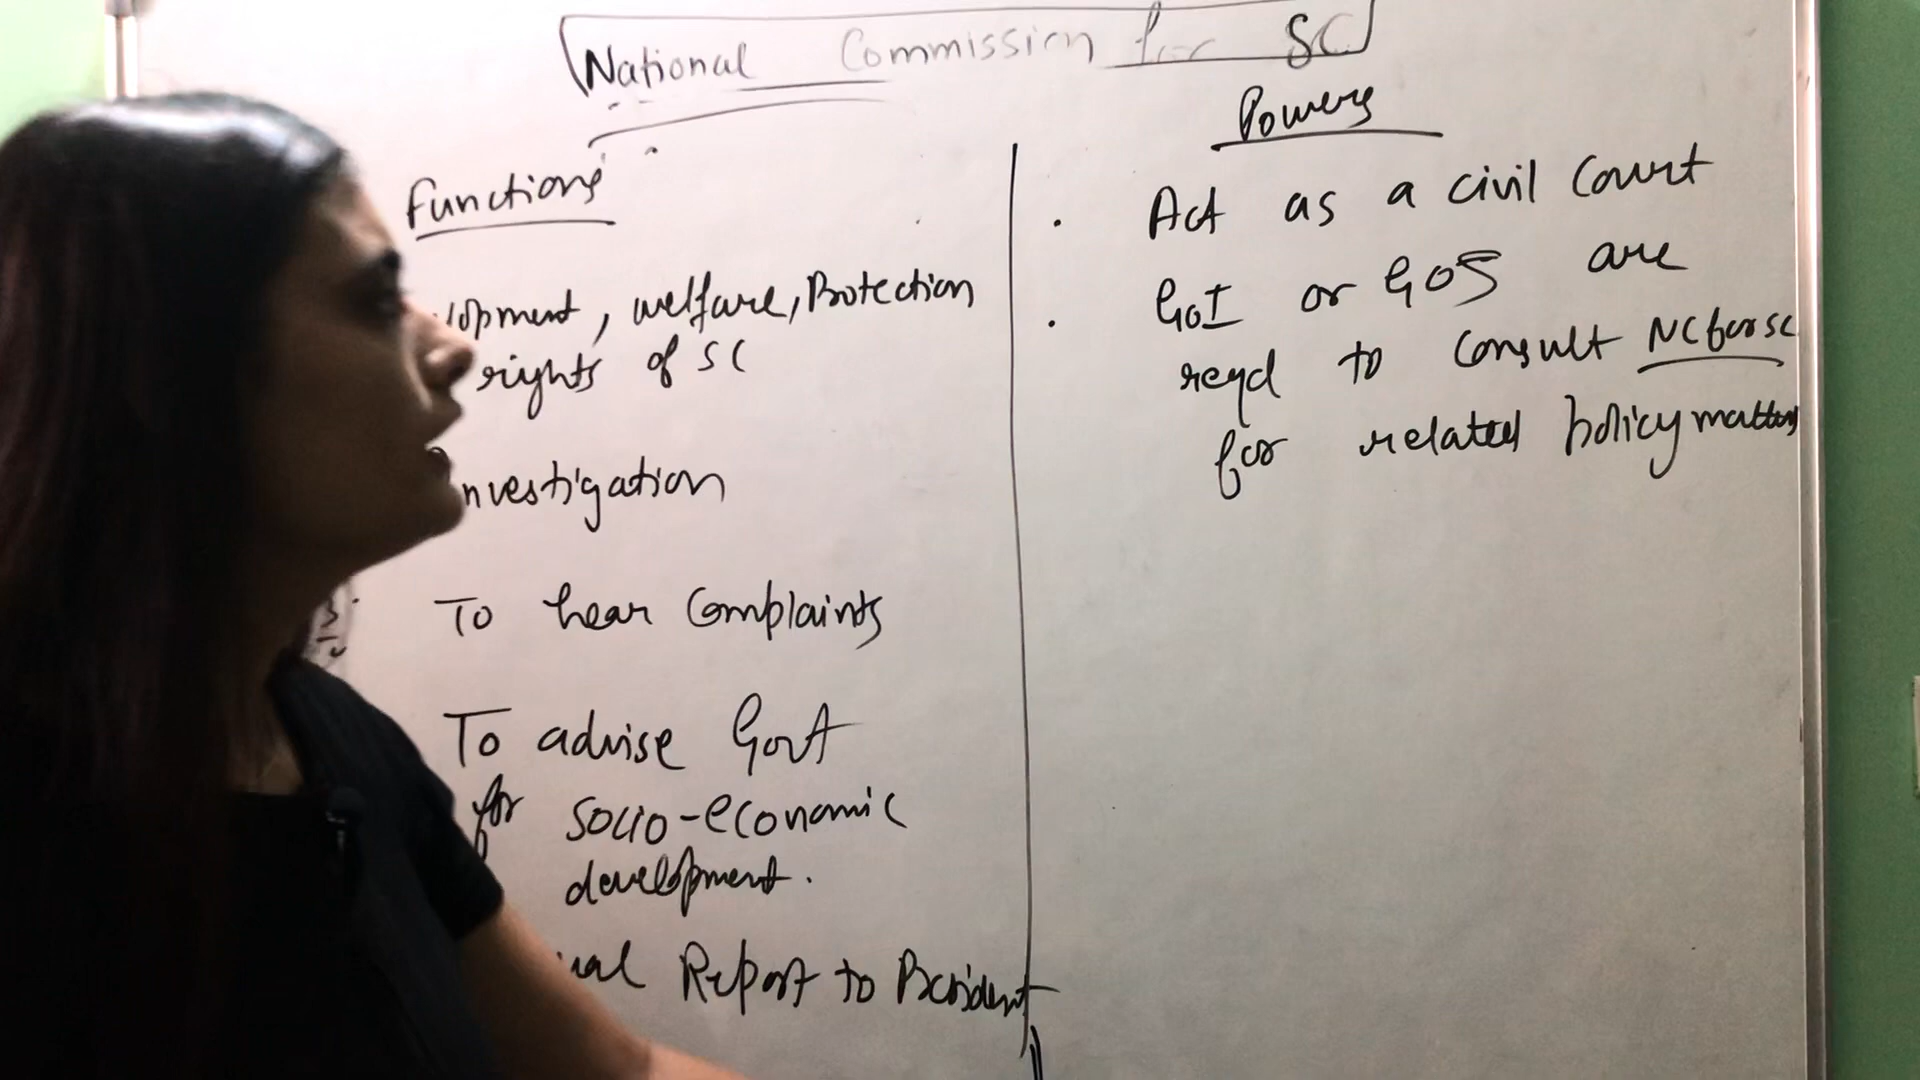 National Commission for SC
Functions
lopment, welfare, Protection
rights of SC
nvestigation
To hear Complaints
To advise Govt
for socio-economic
development.
ual Report to President
Powers
· Act as a civil Court
· GoI or GOS are
reqd to consult NC for SC
for related policy matters